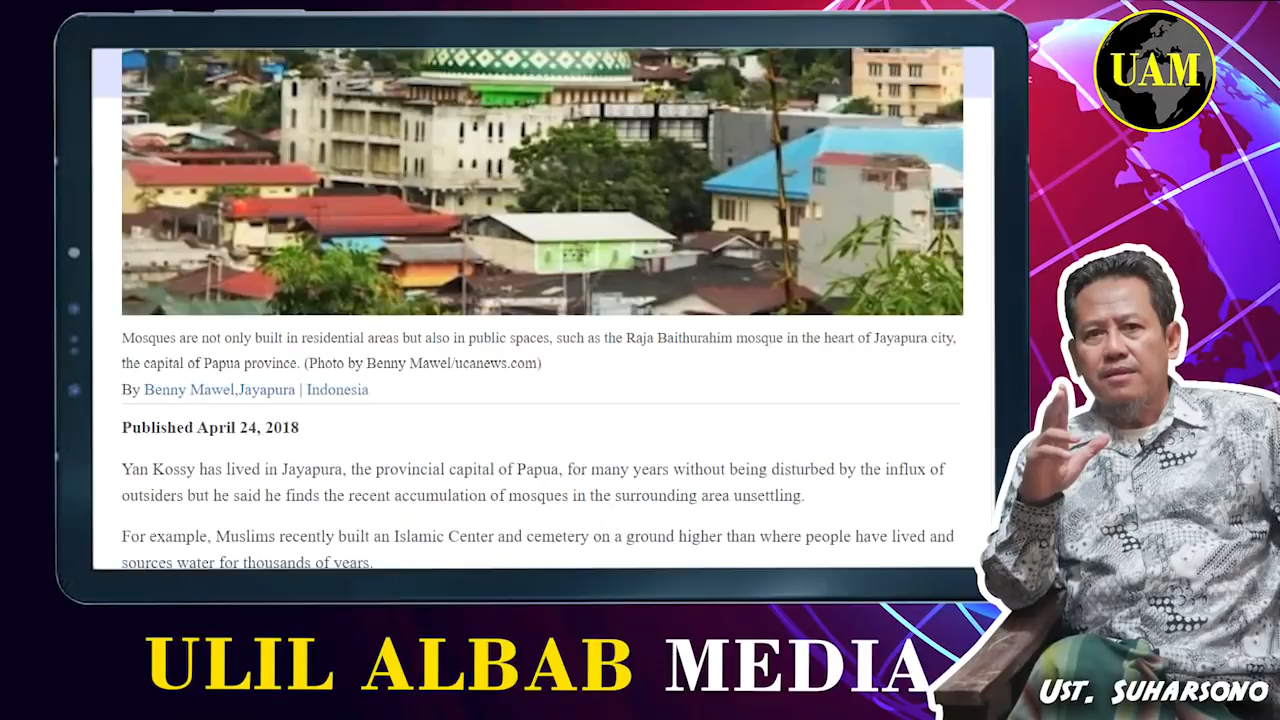 UAM
Mosques are not only built in residential areas but also in public spaces, such as the Raja Baithurahim mosque in the heart of Jayapura city,
the capital of Papua province. (Photo by Benny Mawel/ucanews.com)
By Benny Mawel,Jayapura | Indonesia
Published April 24, 2018
Yan Kossy has lived in Jayapura, the provincial capital of Papua, for many years without being disturbed by the influx of
outsiders but he said he finds the recent accumulation of mosques in the surrounding area unsettling.
For example, Muslims recently built an Islamic Center and cemetery on a ground higher than where people have lived and
sources water for thousands of years.
ULIL ALBAB MEDIA
UST. SUHARSONO